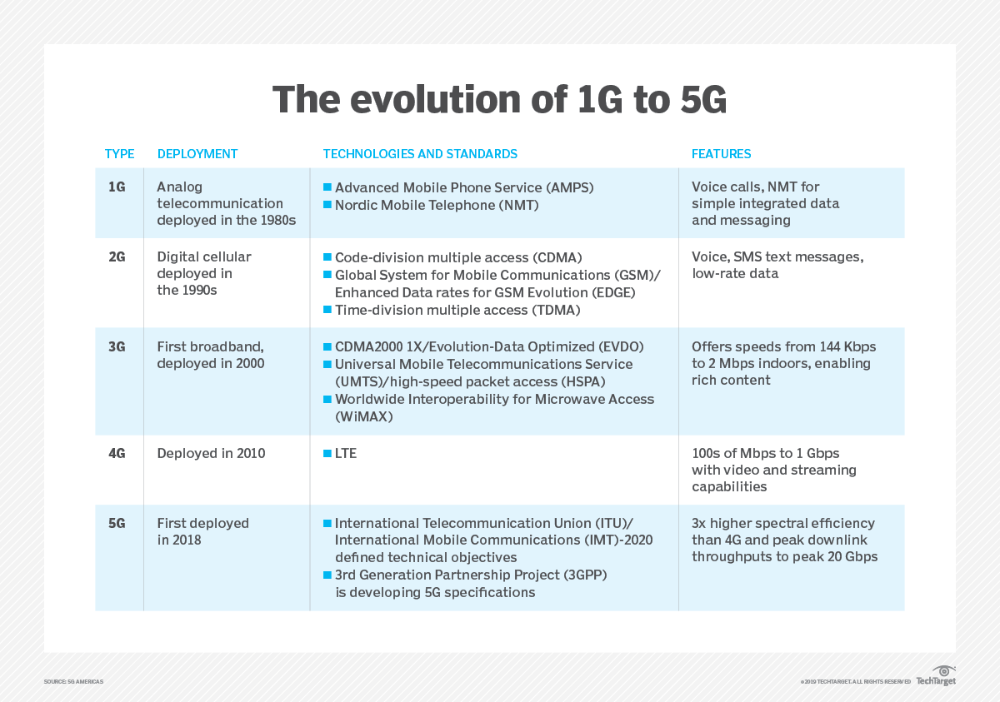 The evolution of 1G to 5G
TYPE DEPLOYMENT TECHNOLOGIES AND STANDARDS FEATURES
1G
Analog
telecommunication
deployed in the 1980s
Advanced Mobile Phone Service (AMPS)
Nordic Mobile Telephone (NMT)
Voice calls, NMT for
simple integrated data
and messaging
2G
Digital cellular
deployed in
the 1990s
Code-division multiple access (CDMA)
Global System for Mobile Communications (GSM)/
Enhanced Data rates for GSM Evolution (EDGE)
Time-division multiple access (TDMA)
Voice, SMS text messages,
low-rate data
3G
First broadband,
deployed in 2000
CDMA2000 1X/Evolution-Data Optimized (EVDO)
Universal Mobile Telecommunications Service
(UMTS)/high-speed packet access (HSPA)
Worldwide Interoperability for Microwave Access
(WiMAX)
Offers speeds from 144 Kbps
to 2 Mbps indoors, enabling
rich content
4G
Deployed in 2010
LTE
100s of Mbps to 1 Gbps
with video and streaming
capabilities
5G
First deployed
in 2018
International Telecommunication Union (ITU)/
International Mobile Communications (IMT)-2020
defined technical objectives
3rd Generation Partnership Project (3GPP)
is developing 5G specifications
3x higher spectral efficiency
than 4G and peak downlink
throughputs to peak 20 Gbps
SOURCE: 5G AMERICAS
©2019 TECHTARGET. ALL RIGHTS RESERVED TechTarget